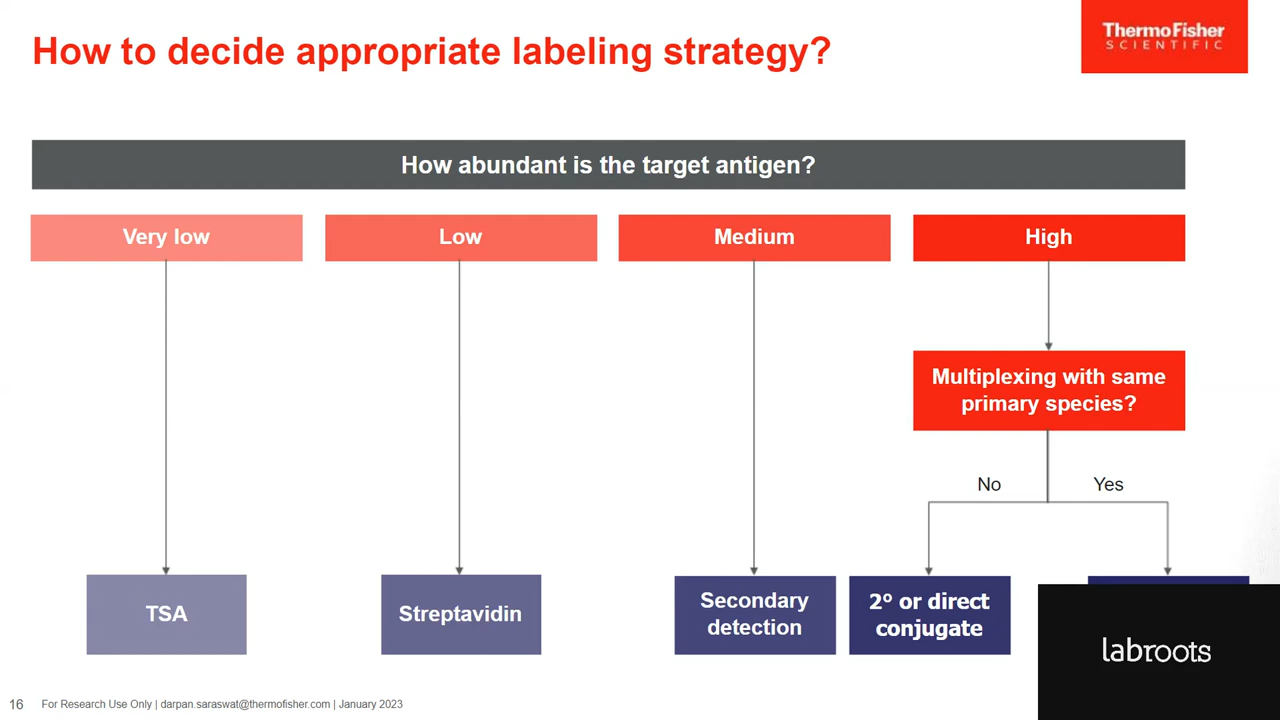 How to decide appropriate labeling strategy?
ThermoFisher
SCIENTIFIC
How abundant is the target antigen?
Very low
Low
Medium
High
Multiplexing with same
primary species?
No
Yes
TSA
Streptavidin
Secondary
detection
2º or direct
conjugate
labroots
16 For Research Use Only | darpan.saraswat@thermofisher.com | January 2023